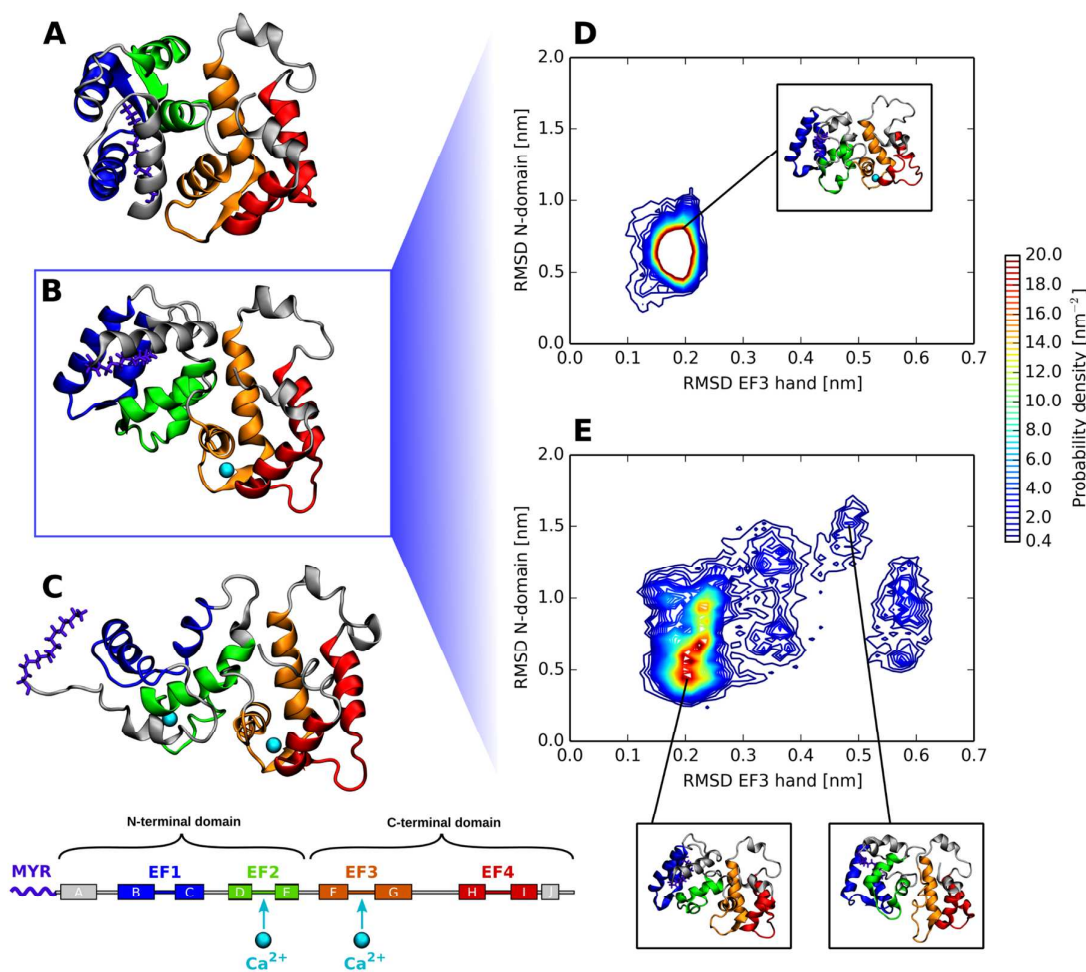 A
B
C
N-terminal domain
C-terminal domain
MYR
EF1
EF2
EF3
EF4
A
B
C
D
E
F
G
H
I
J
Ca2+
Ca2+
D
2.0
1.5
1.0
0.5
0.0
RMSD N-domain [nm]
0.0 0.1 0.2 0.3 0.4 0.5 0.6 0.7
RMSD EF3 hand [nm]
E
2.0
1.5
1.0
0.5
0.0
RMSD N-domain [nm]
0.0 0.1 0.2 0.3 0.4 0.5 0.6 0.7
RMSD EF3 hand [nm]
20.0
18.0
16.0
14.0
12.0
10.0
8.0
6.0
4.0
2.0
0.4
Probability density [nm−2]